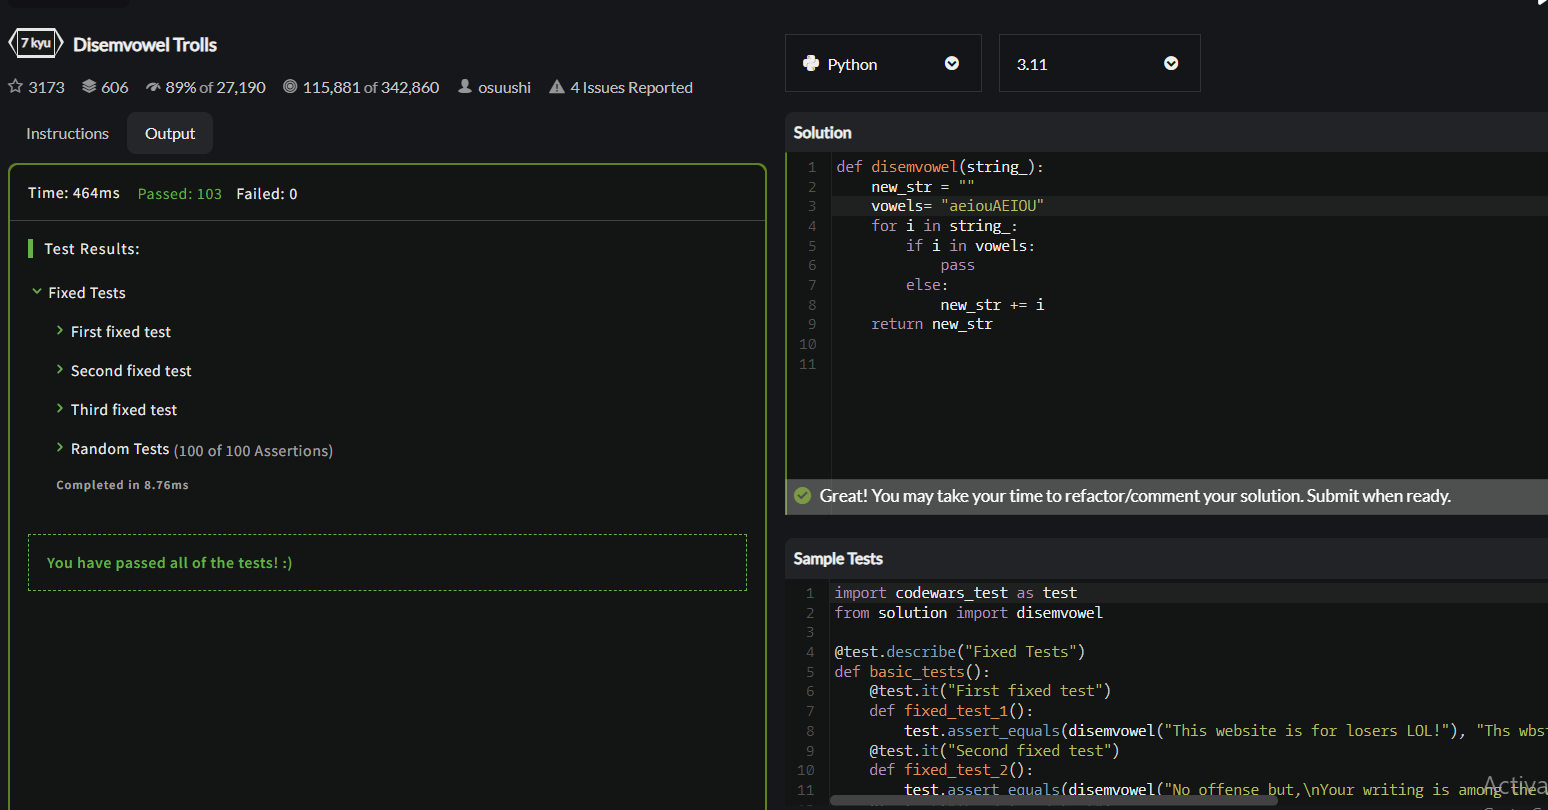 7 kyu Disemvowel Trolls
3173 606 89% of 27,190 115,881 of 342,860 osuushi 4 Issues Reported
Instructions Output
Time: 464ms Passed: 103 Failed: 0
Test Results:
Fixed Tests
First fixed test
Second fixed test
Third fixed test
Random Tests (100 of 100 Assertions)
Completed in 8.76ms
You have passed all of the tests! :)
Python 3.11
Solution
1 def disemvowel(string_):
2     new_str = ""
3     vowels= "aeiouAEIOU"
4     for i in string_:
5         if i in vowels:
6             pass
7         else:
8             new_str += i
9     return new_str
10
11
Great! You may take your time to refactor/comment your solution. Submit when ready.
Sample Tests
1 import codewars_test as test
2 from solution import disemvowel
3
4 @test.describe("Fixed Tests")
5 def basic_tests():
6     @test.it("First fixed test")
7     def fixed_test_1():
8         test.assert_equals(disemvowel("This website is for losers LOL!"), "Ths wbs
9     @test.it("Second fixed test")
10     def fixed_test_2():
11         test.assert_equals(disemvowel("No offense but,\nYour writing is among the
Activa